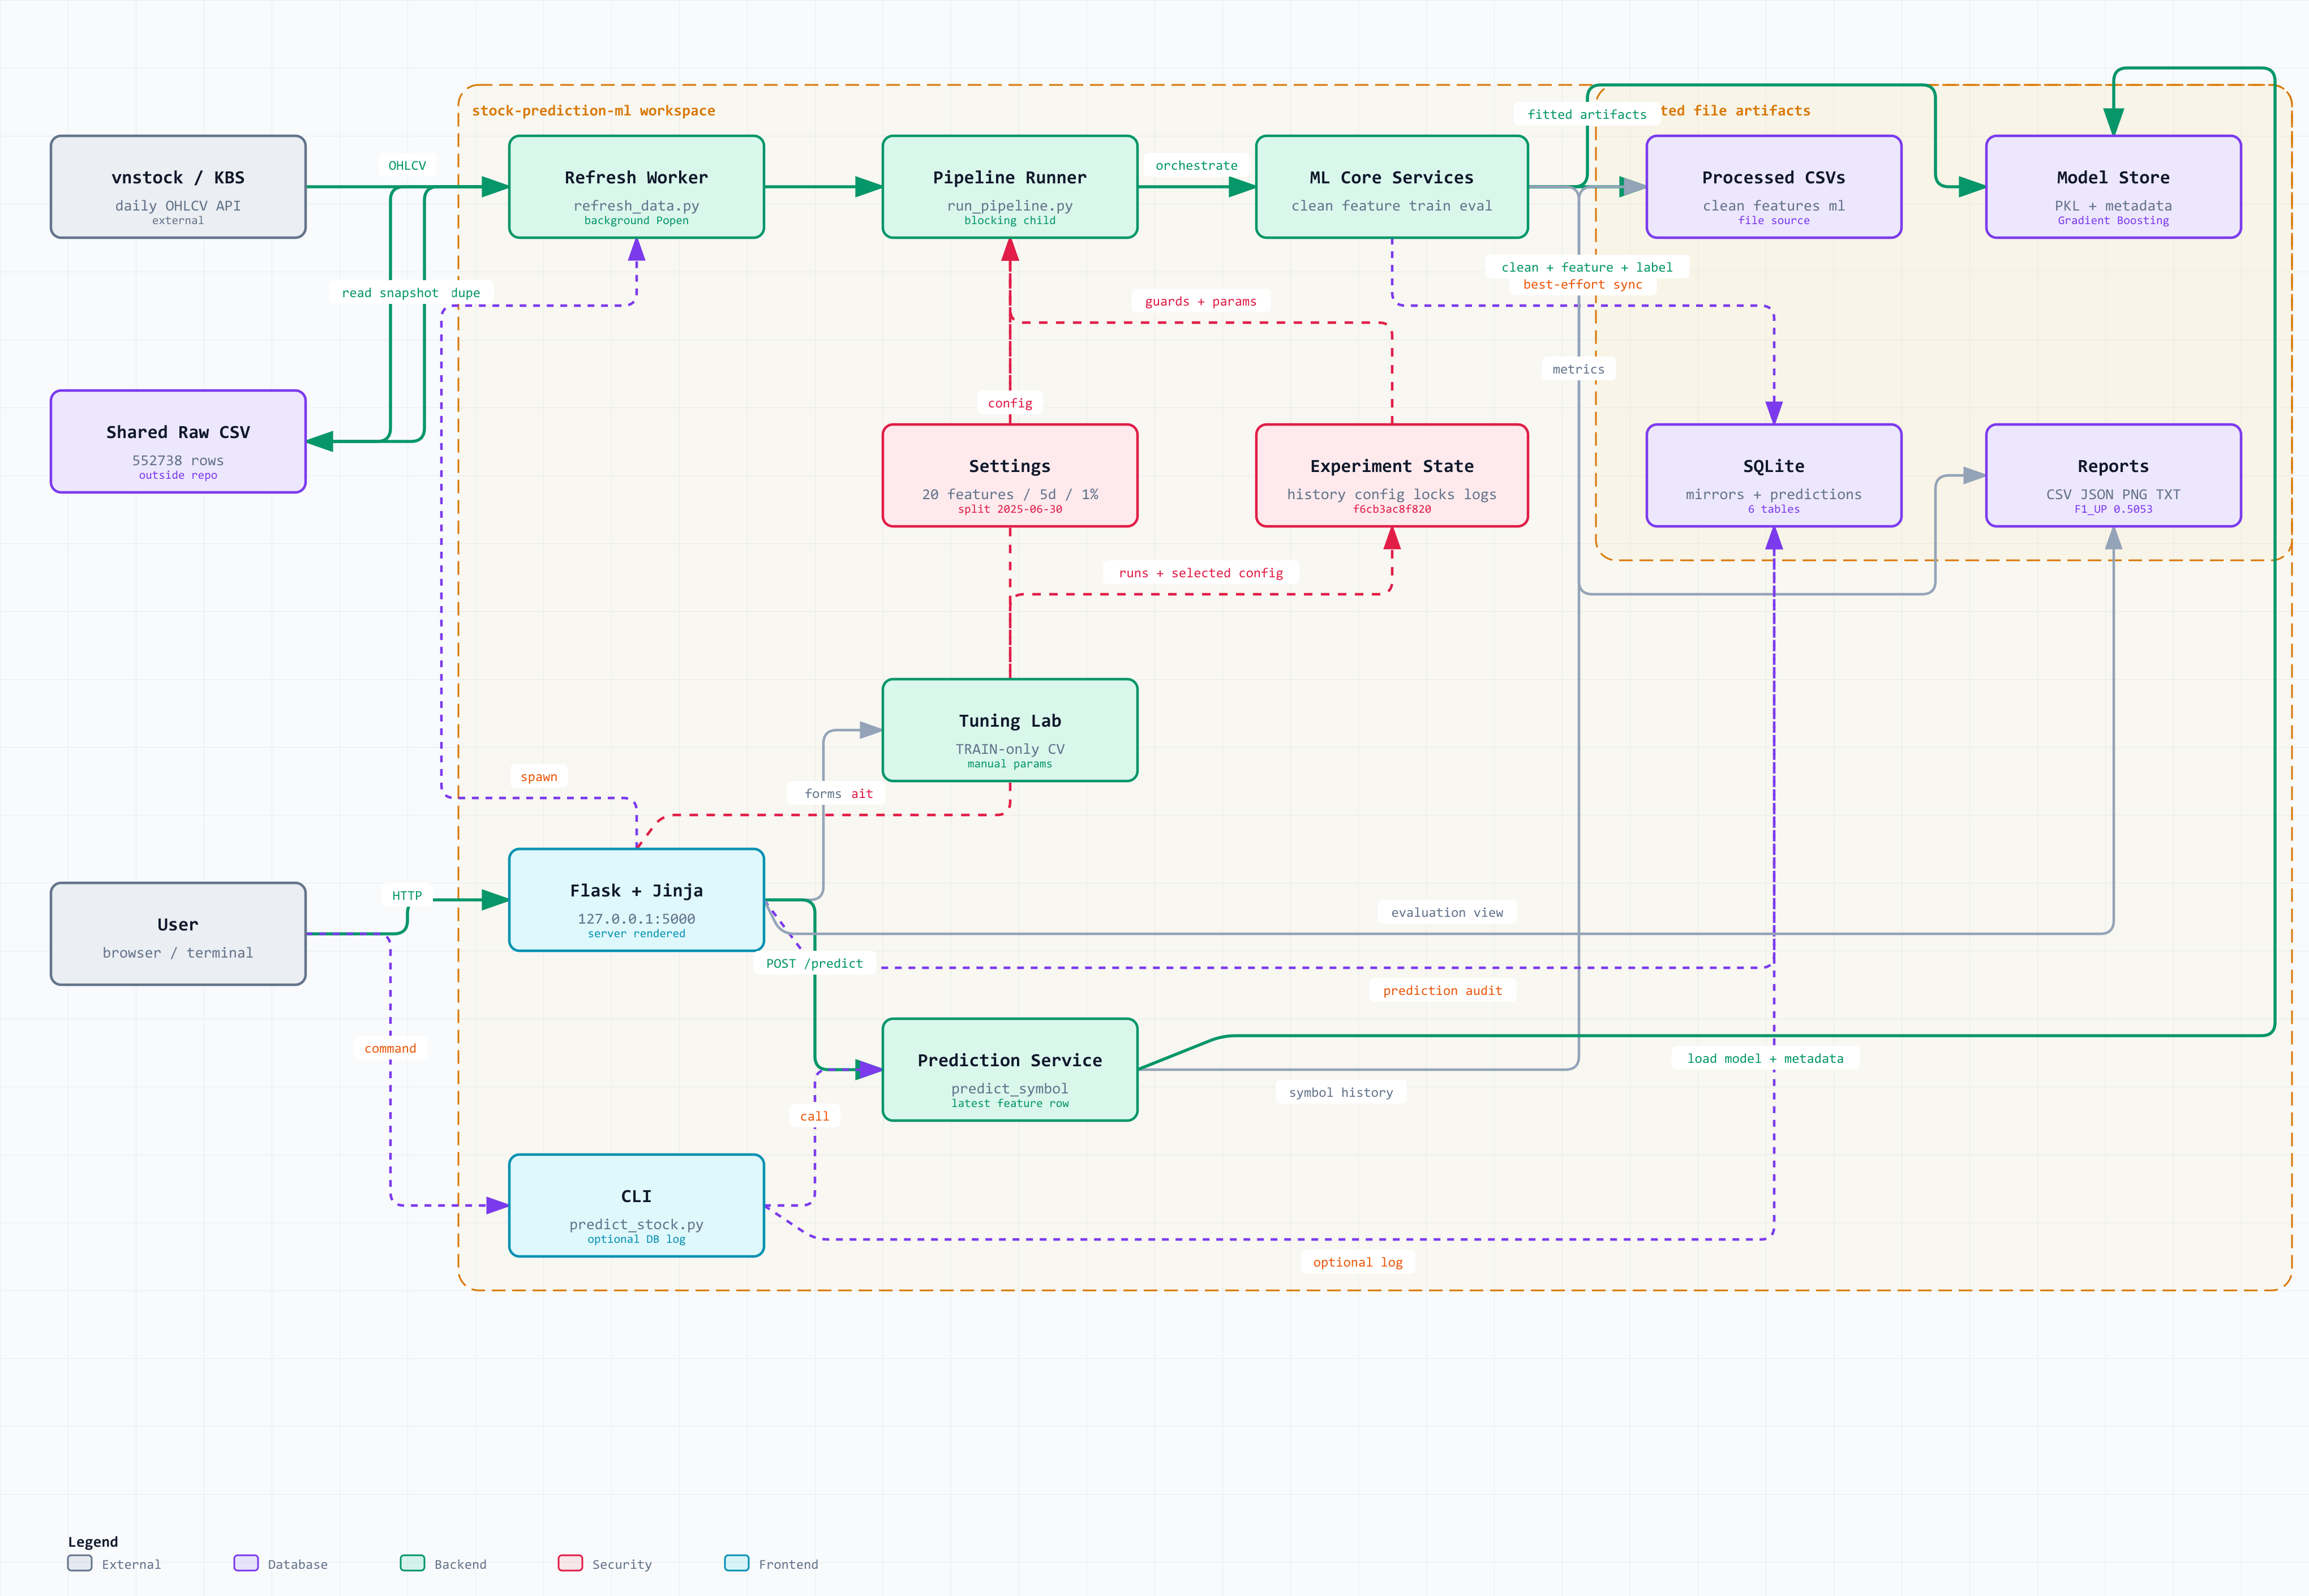 stock-prediction-ml workspace
ted file artifacts
fitted artifacts
vnstock / KBS
daily OHLCV API
external
OHLCV
Refresh Worker
refresh_data.py
background Popen
Pipeline Runner
run_pipeline.py
blocking child
orchestrate
ML Core Services
clean feature train eval
Processed CSVs
clean features ml
file source
Model Store
PKL + metadata
Gradient Boosting
read snapshot
dupe
guards + params
clean + feature + label
best-effort sync
metrics
config
Shared Raw CSV
552738 rows
outside repo
Settings
20 features / 5d / 1%
split 2025-06-30
Experiment State
history config locks logs
f6cb3ac8f820
SQLite
mirrors + predictions
6 tables
Reports
CSV JSON PNG TXT
F1_UP 0.5053
runs + selected config
Tuning Lab
TRAIN-only CV
manual params
spawn
forms
ait
HTTP
User
browser / terminal
Flask + Jinja
127.0.0.1:5000
server rendered
evaluation view
POST /predict
prediction audit
command
Prediction Service
predict_symbol
latest feature row
load model + metadata
symbol history
call
CLI
predict_stock.py
optional DB log
optional log
Legend
External
Database
Backend
Security
Frontend